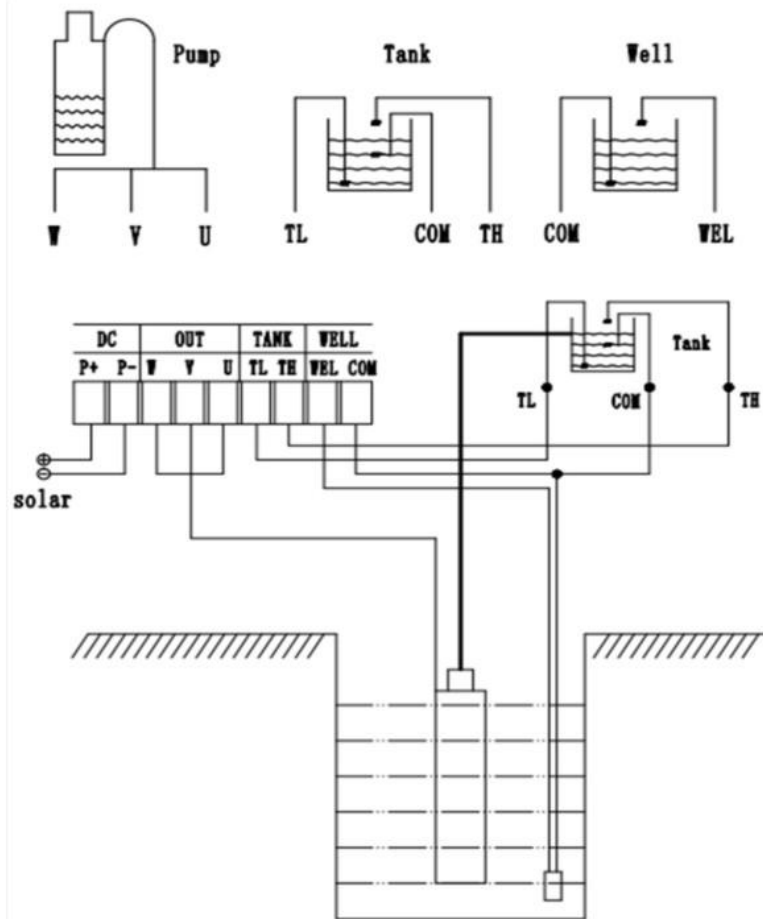 Pump
Tank
Well
W V U
TL COM TH
COM WEL
DC OUT TANK WELL
P+ P- W V U TL TH WEL COM
Tank
TL COM TH
solar